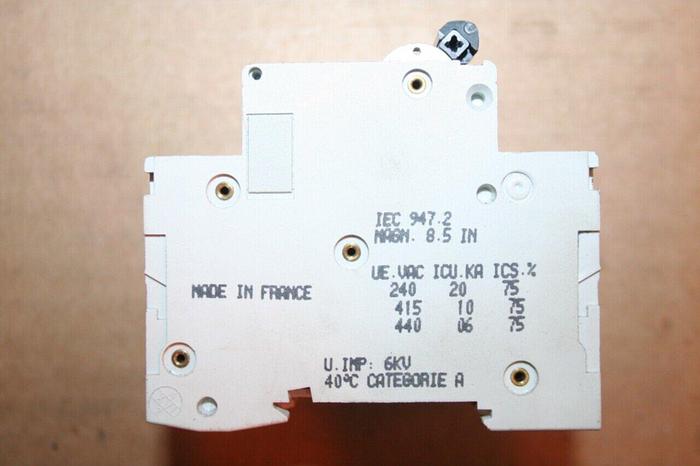 IEC 947.2
MAGN. 8.5 IN
UE.VAC ICU.KA ICS.%
240 20 75
415 10 75
440 06 75
MADE IN FRANCE
U.IMP: 6KV
40°C CATEGORIE A